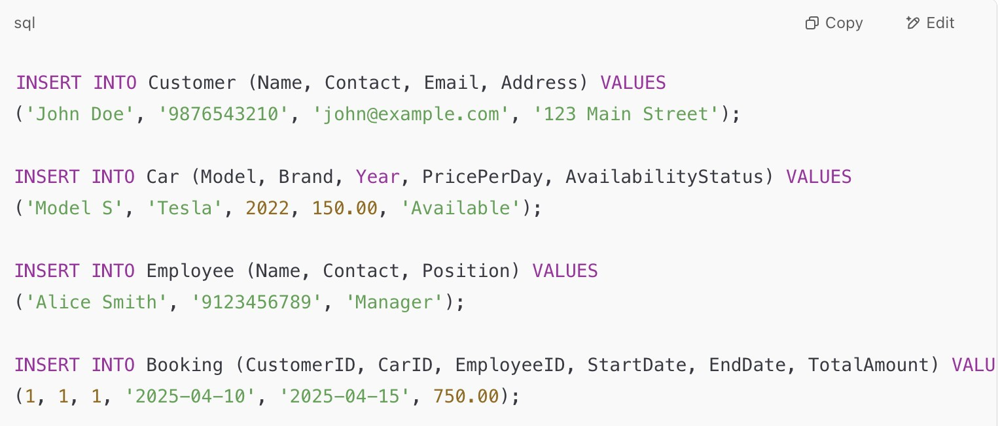 sql
Copy
Edit
INSERT INTO Customer (Name, Contact, Email, Address) VALUES
('John Doe', '9876543210', 'john@example.com', '123 Main Street');
INSERT INTO Car (Model, Brand, Year, PricePerDay, AvailabilityStatus) VALUES
('Model S', 'Tesla', 2022, 150.00, 'Available');
INSERT INTO Employee (Name, Contact, Position) VALUES
('Alice Smith', '9123456789', 'Manager');
INSERT INTO Booking (CustomerID, CarID, EmployeeID, StartDate, EndDate, TotalAmount) VALU
(1, 1, 1, '2025-04-10', '2025-04-15', 750.00);